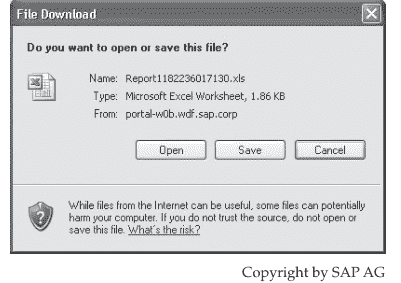 File Download
Do you want to open or save this file?
Name: Report1182236017130.xls
Type: Microsoft Excel Worksheet, 1.86 KB
From: portal-w0b.wdf.sap.corp
Open Save Cancel
While files from the Internet can be useful, some files can potentially
harm your computer. If you do not trust the source, do not open or
save this file. What's the risk?
Copyright by SAP AG